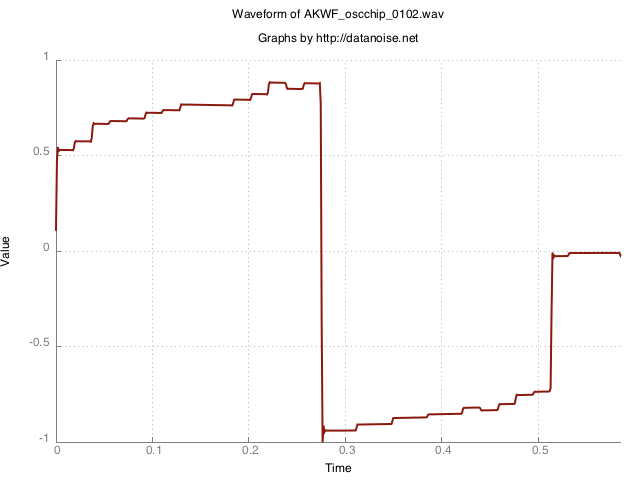 Waveform of AKWF_oscchip_0102.wav
Graphs by http://datanoise.net
1
0.5
0
-0.5
-1
Value
0 0.1 0.2 0.3 0.4 0.5
Time